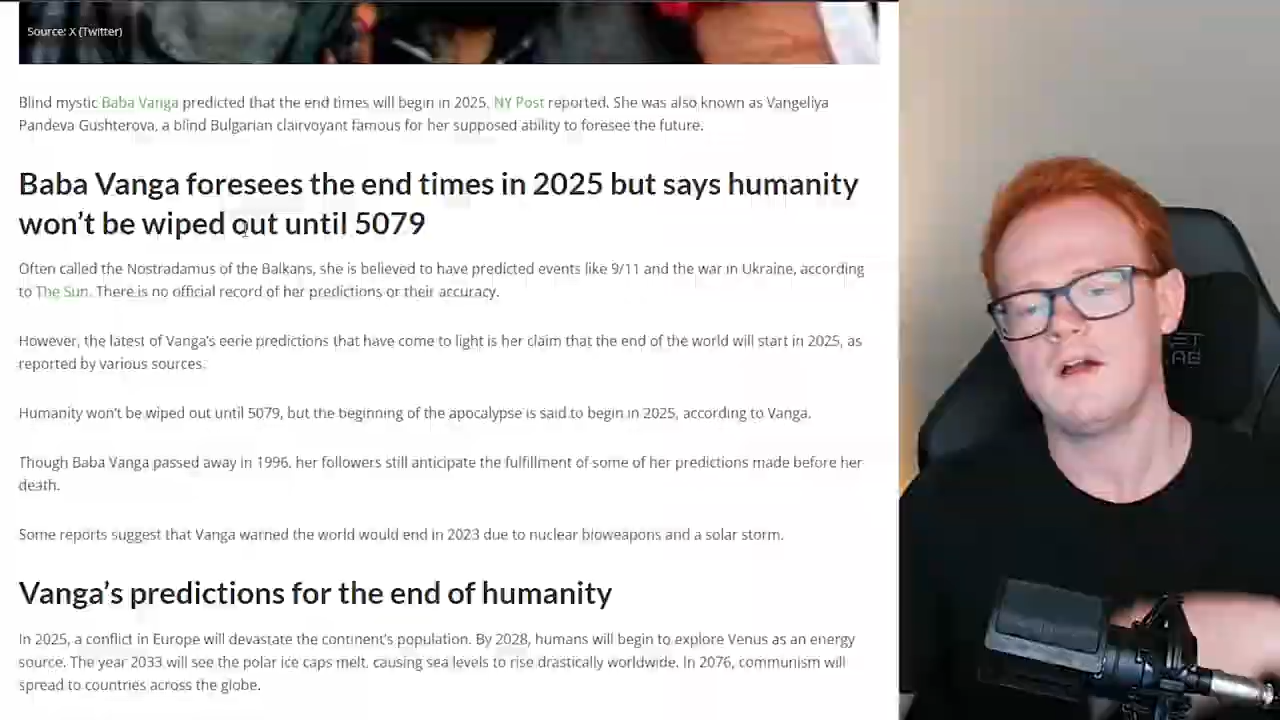 Source: X (Twitter)
Blind mystic Baba Vanga predicted that the end times will begin in 2025, NY Post reported. She was also known as Vangeliya
Pandeva Gushterova, a blind Bulgarian clairvoyant famous for her supposed ability to foresee the future.
Baba Vanga foresees the end times in 2025 but says humanity
won't be wiped out until 5079
Often called the Nostradamus of the Balkans, she is believed to have predicted events like 9/11 and the war in Ukraine, according
to The Sun. There is no official record of her predictions or their accuracy.
However, the latest of Vanga's eerie predictions that have come to light is her claim that the end of the world will start in 2025, as
reported by various sources.
Humanity won't be wiped out until 5079, but the beginning of the apocalypse is said to begin in 2025, according to Vanga.
Though Baba Vanga passed away in 1996, her followers still anticipate the fulfillment of some of her predictions made before her
death.
Some reports suggest that Vanga warned the world would end in 2023 due to nuclear bioweapons and a solar storm.
Vanga's predictions for the end of humanity
In 2025, a conflict in Europe will devastate the continent's population. By 2028, humans will begin to explore Venus as an energy
source. The year 2033 will see the polar ice caps melt, causing sea levels to rise drastically worldwide. In 2076, communism will
spread to countries across the globe.